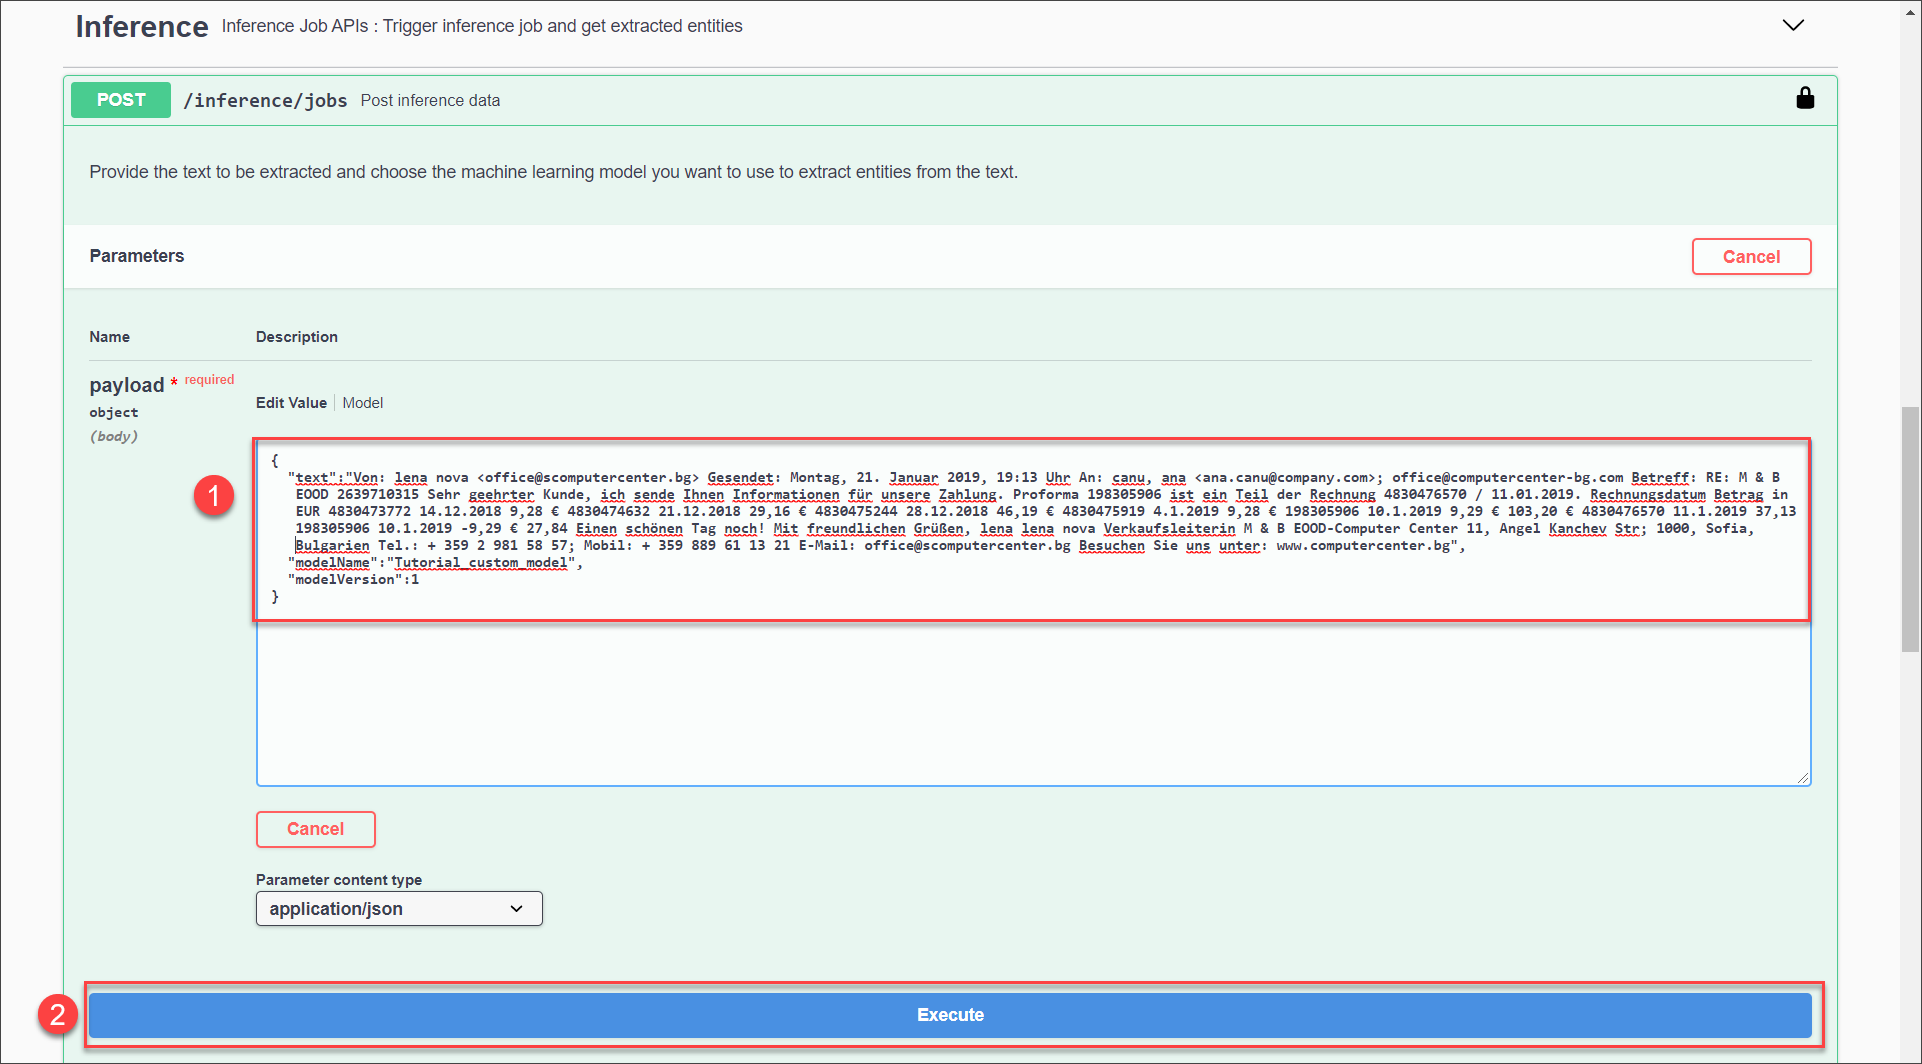 Inference Inference Job APIs : Trigger inference job and get extracted entities
POST /inference/jobs Post inference data
Provide the text to be extracted and choose the machine learning model you want to use to extract entities from the text.
Parameters Cancel
Name Description
payload * required
object
(body)
Edit Value Model
1
{
"text":"Von: lena nova <office@scomputercenter.bg> Gesendet: Montag, 21. Januar 2019, 19:13 Uhr An: canu, ana <ana.canu@company.com>; office@computercenter-bg.com Betreff: RE: M & B
EOOD 2639710315 Sehr geehrter Kunde, ich sende Ihnen Informationen für unsere Zahlung. Proforma 198305906 ist ein Teil der Rechnung 4830476570 / 11.01.2019. Rechnungsdatum Betrag in
EUR 4830473772 14.12.2018 9,28 € 4830474632 21.12.2018 29,16 € 4830475244 28.12.2018 46,19 € 4830475919 4.1.2019 9,28 € 198305906 10.1.2019 9,29 € 103,20 € 4830476570 11.1.2019 37,13
198305906 10.1.2019 -9,29 € 27,84 Einen schönen Tag noch! Mit freundlichen Grüßen, lena lena nova Verkaufsleiterin M & B EOOD-Computer Center 11, Angel Kanchev Str; 1000, Sofia,
Bulgarien Tel.: + 359 2 981 58 57; Mobil: + 359 889 61 13 21 E-Mail: office@scomputercenter.bg Besuchen Sie uns unter: www.computercenter.bg",
"modelName":"Tutorial_custom_model",
"modelVersion":1
}
Cancel
Parameter content type
application/json
2
Execute